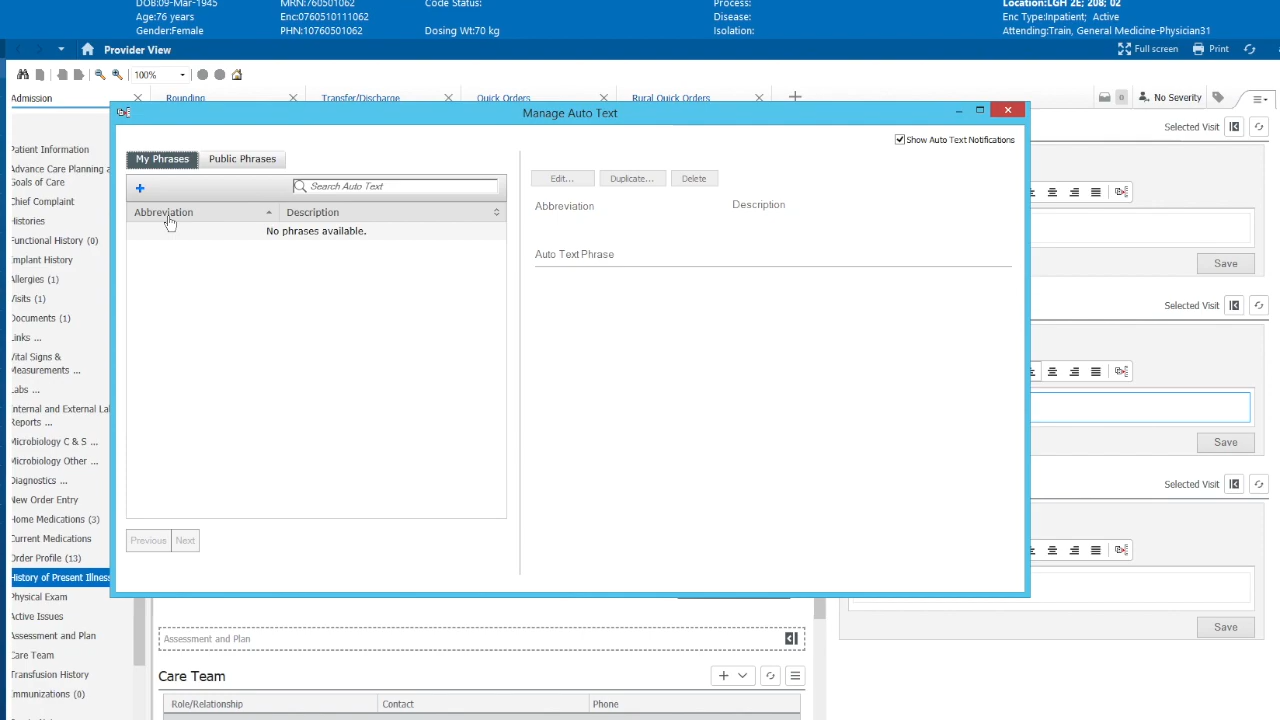 DOB:09-Mar-1945
MRN:760501062
Code Status:
Process:
Location:LGH 2E; 208; 02
Age:76 years
Enc:0760510111062
Disease:
Enc Type:Inpatient; Active
Gender:Female
PHN:10760501062
Dosing Wt:70 kg
Isolation:
Attending:Train, General Medicine-Physician31
Provider View
Full screen
Print
100%
Admission
Rounding
Transfer/Discharge
Quick Orders
Rural Quick Orders
0
No Severity
Patient Information
Advance Care Planning a
Goals of Care
Chief Complaint
Histories
Functional History (0)
Implant History
Allergies (1)
Visits (1)
Documents (1)
Links ...
Vital Signs &
Measurements ...
Labs ...
Internal and External Lab
Reports ...
Microbiology C & S ...
Microbiology Other ...
Diagnostics ...
New Order Entry
Home Medications (3)
Current Medications
Order Profile (13)
History of Present Illness
Physical Exam
Active Issues
Assessment and Plan
Care Team
Transfusion History
Immunizations (0)
Manage Auto Text
Show Auto Text Notifications
My Phrases
Public Phrases
Search Auto Text
Abbreviation
Description
No phrases available.
Previous
Next
Edit...
Duplicate...
Delete
Abbreviation
Description
Auto Text Phrase
Selected Visit
Save
Selected Visit
Save
Selected Visit
Save
Assessment and Plan
Care Team
Role/Relationship
Contact
Phone